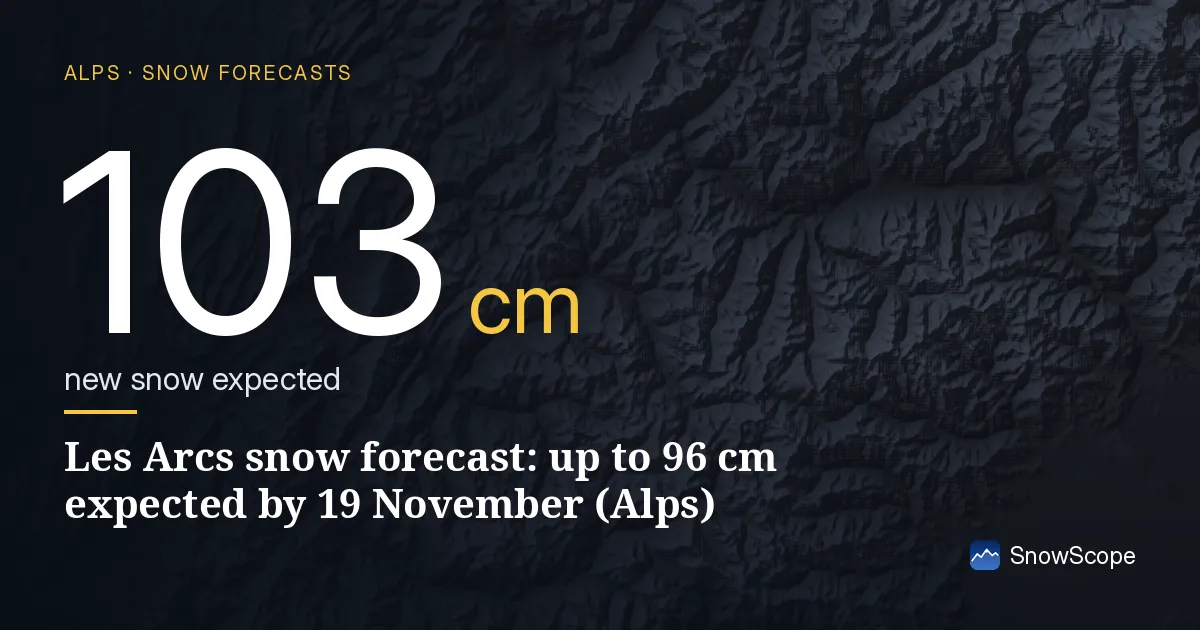 ALPS · SNOW FORECASTS
103 cm
new snow expected
Les Arcs snow forecast: up to 96 cm
expected by 19 November (Alps)
SnowScope